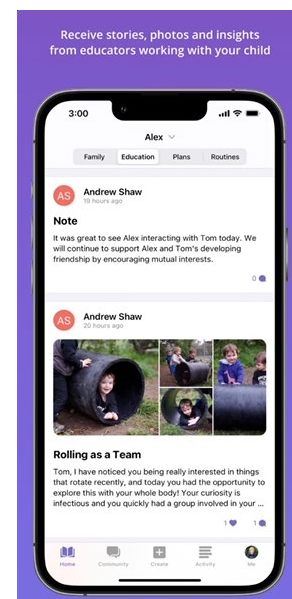 Receive stories, photos and insights
from educators working with your child
3:00
Alex
Family Education Plans Routines
AS
Andrew Shaw
19 hours ago
Note
It was great to see Alex interacting with Tom today. We
will continue to support Alex and Tom's developing
friendship by encouraging mutual interests.
0
AS
Andrew Shaw
20 hours ago
Rolling as a Team
Tom, I have noticed you being really interested in things
that rotate recently, and today you had the opportunity to
explore this with your whole body! Your curiosity is
infectious and you quickly had a group involved in your ...
1 1
Home Community Create Activity Me